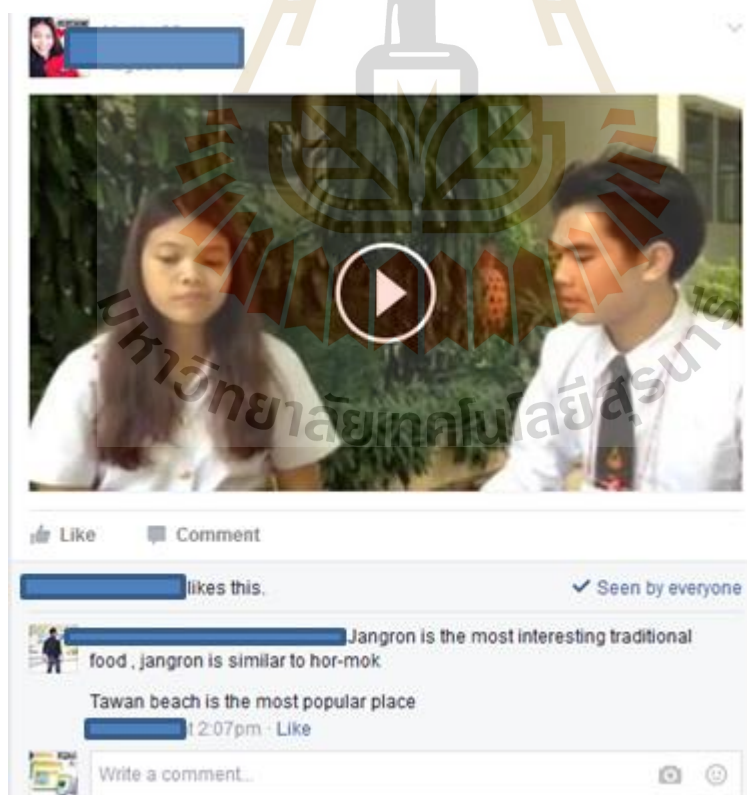 มหาวิทยาลัยเทคโนโลยีสุรนารี
Like Comment
likes this. Seen by everyone
Jangron is the most interesting traditional
food , jangron is similar to hor-mok
Tawan beach is the most popular place
2:07pm · Like
Write a comment...